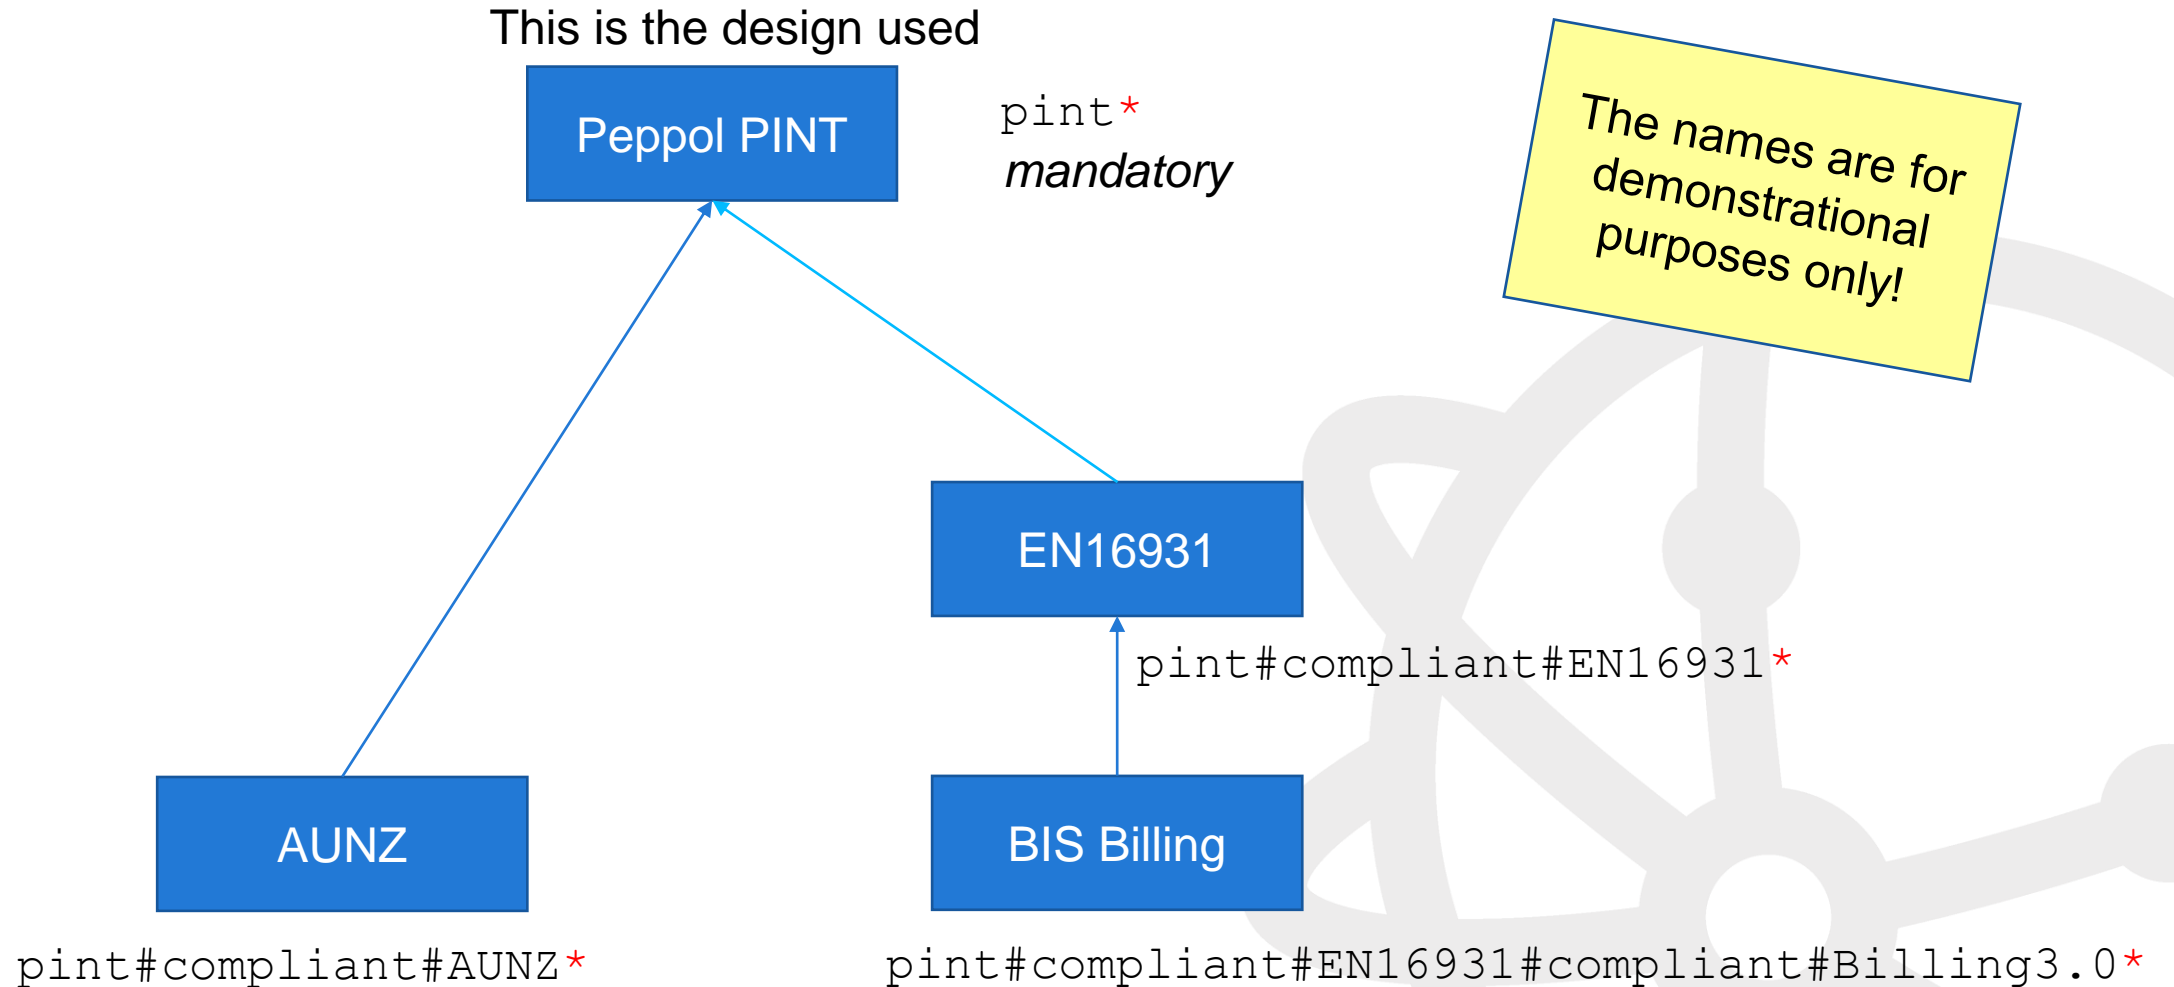 This is the design used
Peppol PINT
pint*
mandatory
The names are for
demonstrational
purposes only!
EN16931
pint#compliant#EN16931*
AUNZ
BIS Billing
pint#compliant#AUNZ*
pint#compliant#EN16931#compliant#Billing3.0*